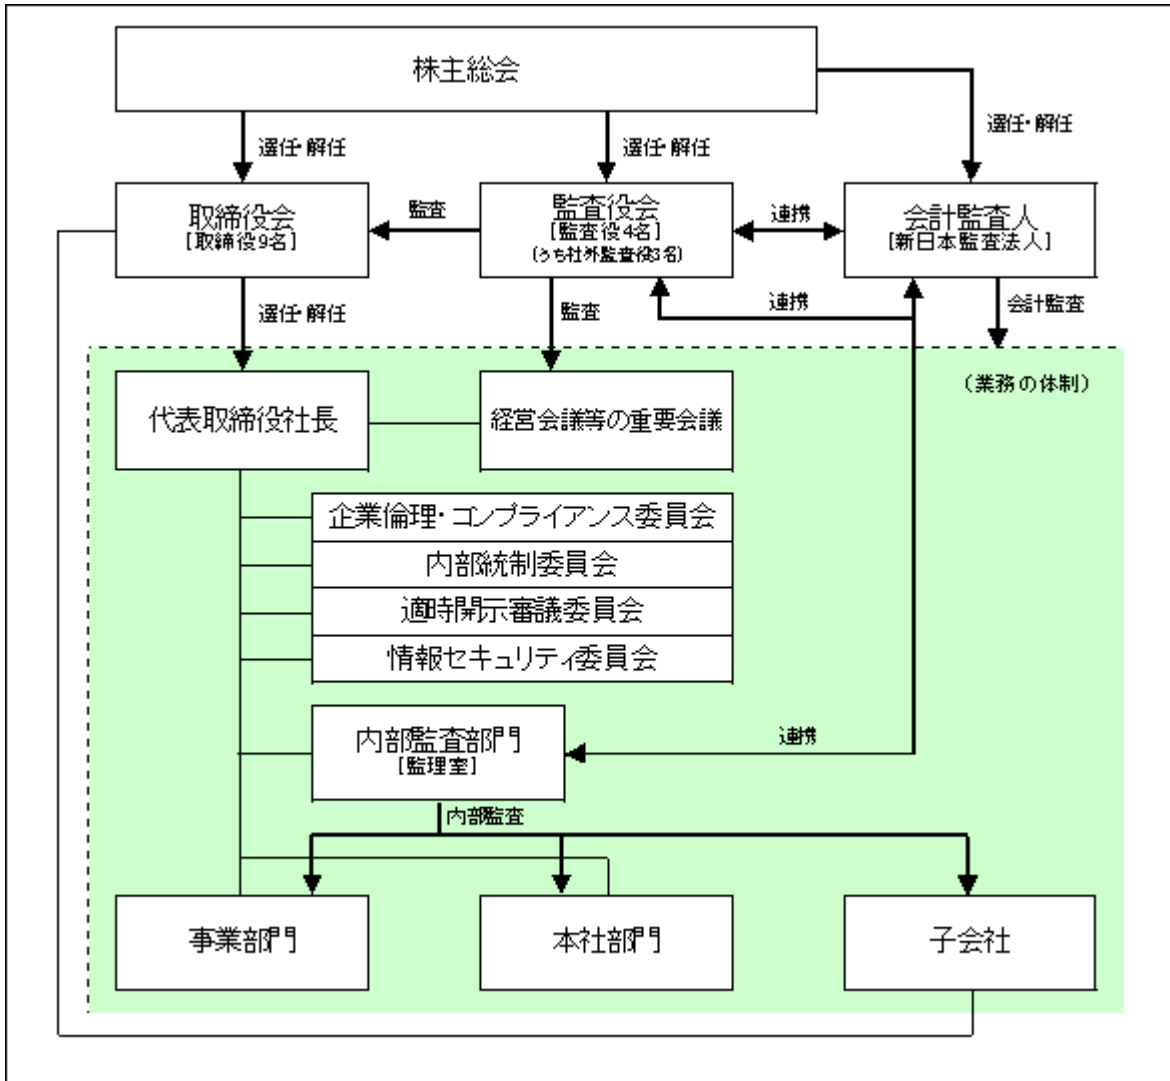 株主総会
選任・解任
選任・解任
選任・解任
取締役会
[取締役9名]
監査
監査役会
[監査役4名]
(うち社外監査役3名)
連携
会計監査人
[新日本監査法人]
選任・解任
監査
連携
会計監査
(業務の体制)
代表取締役社長
経営会議等の重要会議
企業倫理・コンプライアンス委員会
内部統制委員会
適時開示審議委員会
情報セキュリティ委員会
内部監査部門
[監理室]
連携
内部監査
事業部門
本社部門
子会社